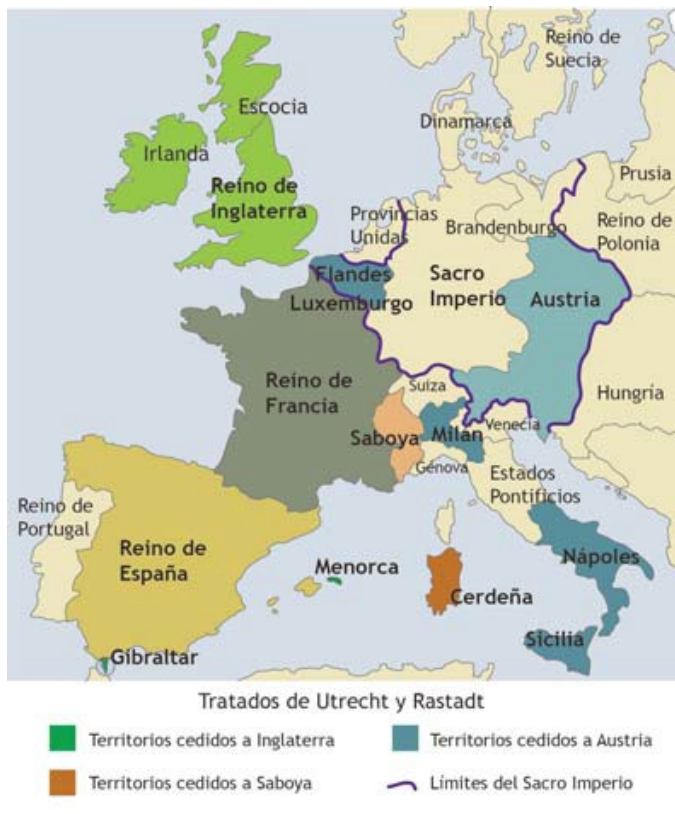 Reino de
Suecia
Escocia
Dinamarca
Irlanda
Prusia
Reino de
Inglaterra
Provincias
Unidas
Brandenburgo
Reino de
Polonia
Flandes
Sacro
Imperio
Austria
Luxemburgo
Reino de
Francia
Suiza
Hungría
Saboya
Milán
Venecia
Génova
Estados
Pontificios
Reino de
Portugal
Reino de
España
Menorca
Nápoles
Cerdeña
Sicilia
Gibraltar
Tratados de Utrecht y Rastadt
Territorios cedidos a Inglaterra
Territorios cedidos a Austria
Territorios cedidos a Saboya
Límites del Sacro Imperio